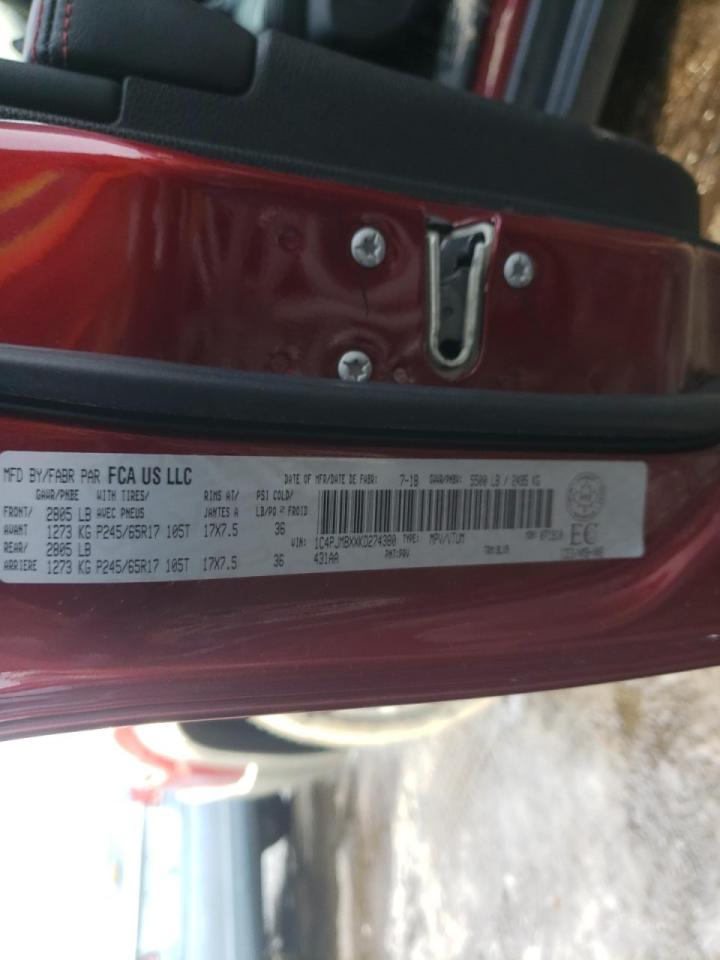 MFD BY/FABR PAR FCA US LLC
DATE OF MFR/DATE DE FABR: 7-18 GVWR/PNBV: 5500 LB / 2495 KG
GAWR/PNBE WITH TIRES/ RIMS AT/ PSI COLD/
FRONT/ 2805 LB AVEC PNEUS JANTES A LB/PO² FROID
AVANT 1273 KG P245/65R17 105T 17X7.5 36
REAR/ 2805 LB
ARRIERE 1273 KG P245/65R17 105T 17X7.5 36
VIN: 1C4PJMBXXKD274380 TYPE: MPV/VTUM
431AA PNT: PRV
EC